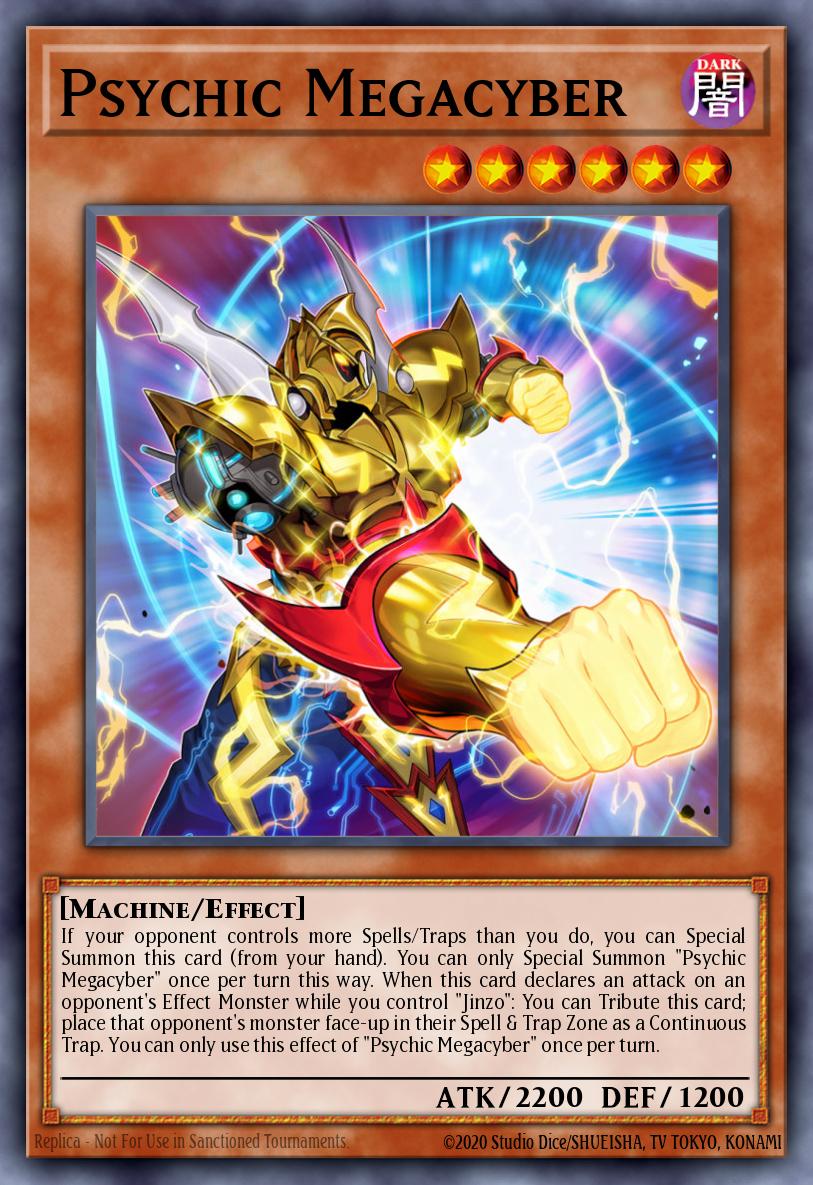 Psychic Megacyber
DARK
闇
[Machine/Effect]
If your opponent controls more Spells/Traps than you do, you can Special
Summon this card (from your hand). You can only Special Summon "Psychic
Megacyber" once per turn this way. When this card declares an attack on an
opponent's Effect Monster while you control "Jinzo": You can Tribute this card;
place that opponent's monster face-up in their Spell & Trap Zone as a Continuous
Trap. You can only use this effect of "Psychic Megacyber" once per turn.
ATK/2200 DEF/1200
Replica - Not For Use in Sanctioned Tournaments.
©2020 Studio Dice/SHUEISHA, TV TOKYO, KONAMI